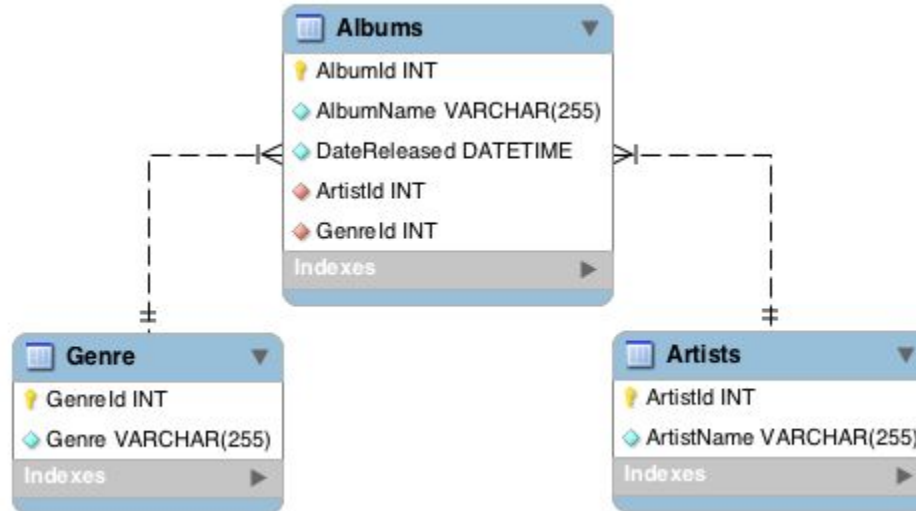 Albums
AlbumId INT
AlbumName VARCHAR(255)
DateReleased DATETIME
ArtistId INT
GenreId INT
Indexes
Genre
GenreId INT
Genre VARCHAR(255)
Indexes
Artists
ArtistId INT
ArtistName VARCHAR(255)
Indexes